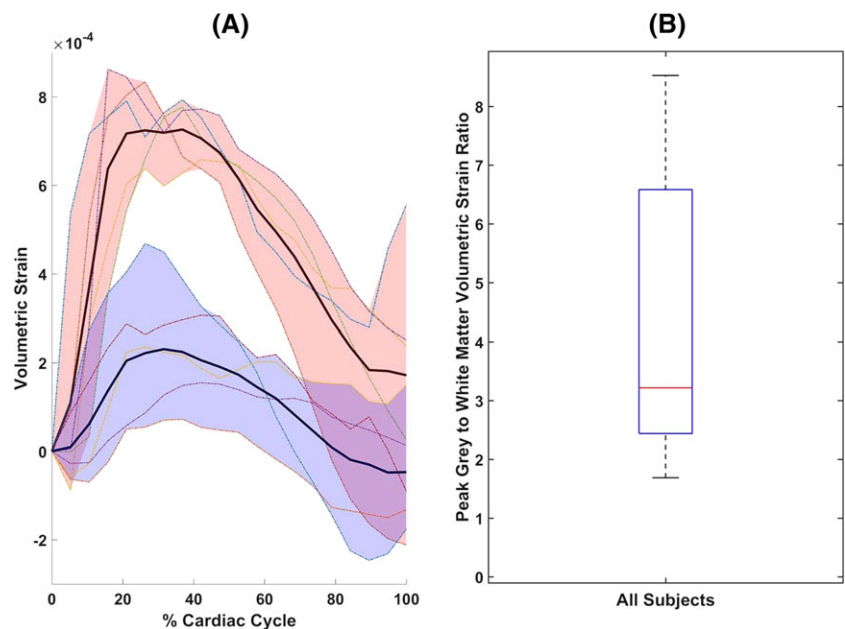 (A)
(B)
×10⁻⁴
8
6
4
2
0
-2
Volumetric Strain
0 20 40 60 80 100
% Cardiac Cycle
8
7
6
5
4
3
2
1
0
Peak Grey to White Matter Volumetric Strain Ratio
All Subjects